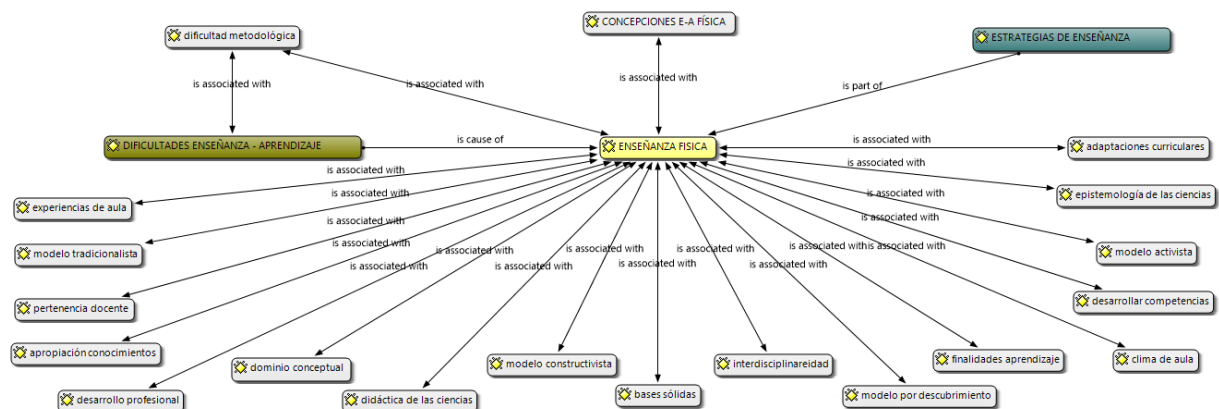 CONCEPCIONES E-A FÍSICA
dificultad metodológica
ESTRATEGIAS DE ENSEÑANZA
is associated with
is associated with
is associated with
is part of
DIFICULTADES ENSEÑANZA - APRENDIZAJE
is cause of
ENSEÑANZA FISICA
is associated with
adaptaciones curriculares
is associated with
is associated with
experiencias de aula
is associated with
is associated with
epistemología de las ciencias
modelo tradicionalista
is associated with
is associated with
is associated with
is associated with
is associated with
is associated with
is associated with
is associated with
modelo activista
is associated with
is associated with
is associated with
is associated with
pertenencia docente
desarrollar competencias
apropiación conocimientos
dominio conceptual
modelo constructivista
interdisciplinareidad
finalidades aprendizaje
clima de aula
desarrollo profesional
didáctica de las ciencias
bases sólidas
modelo por descubrimiento